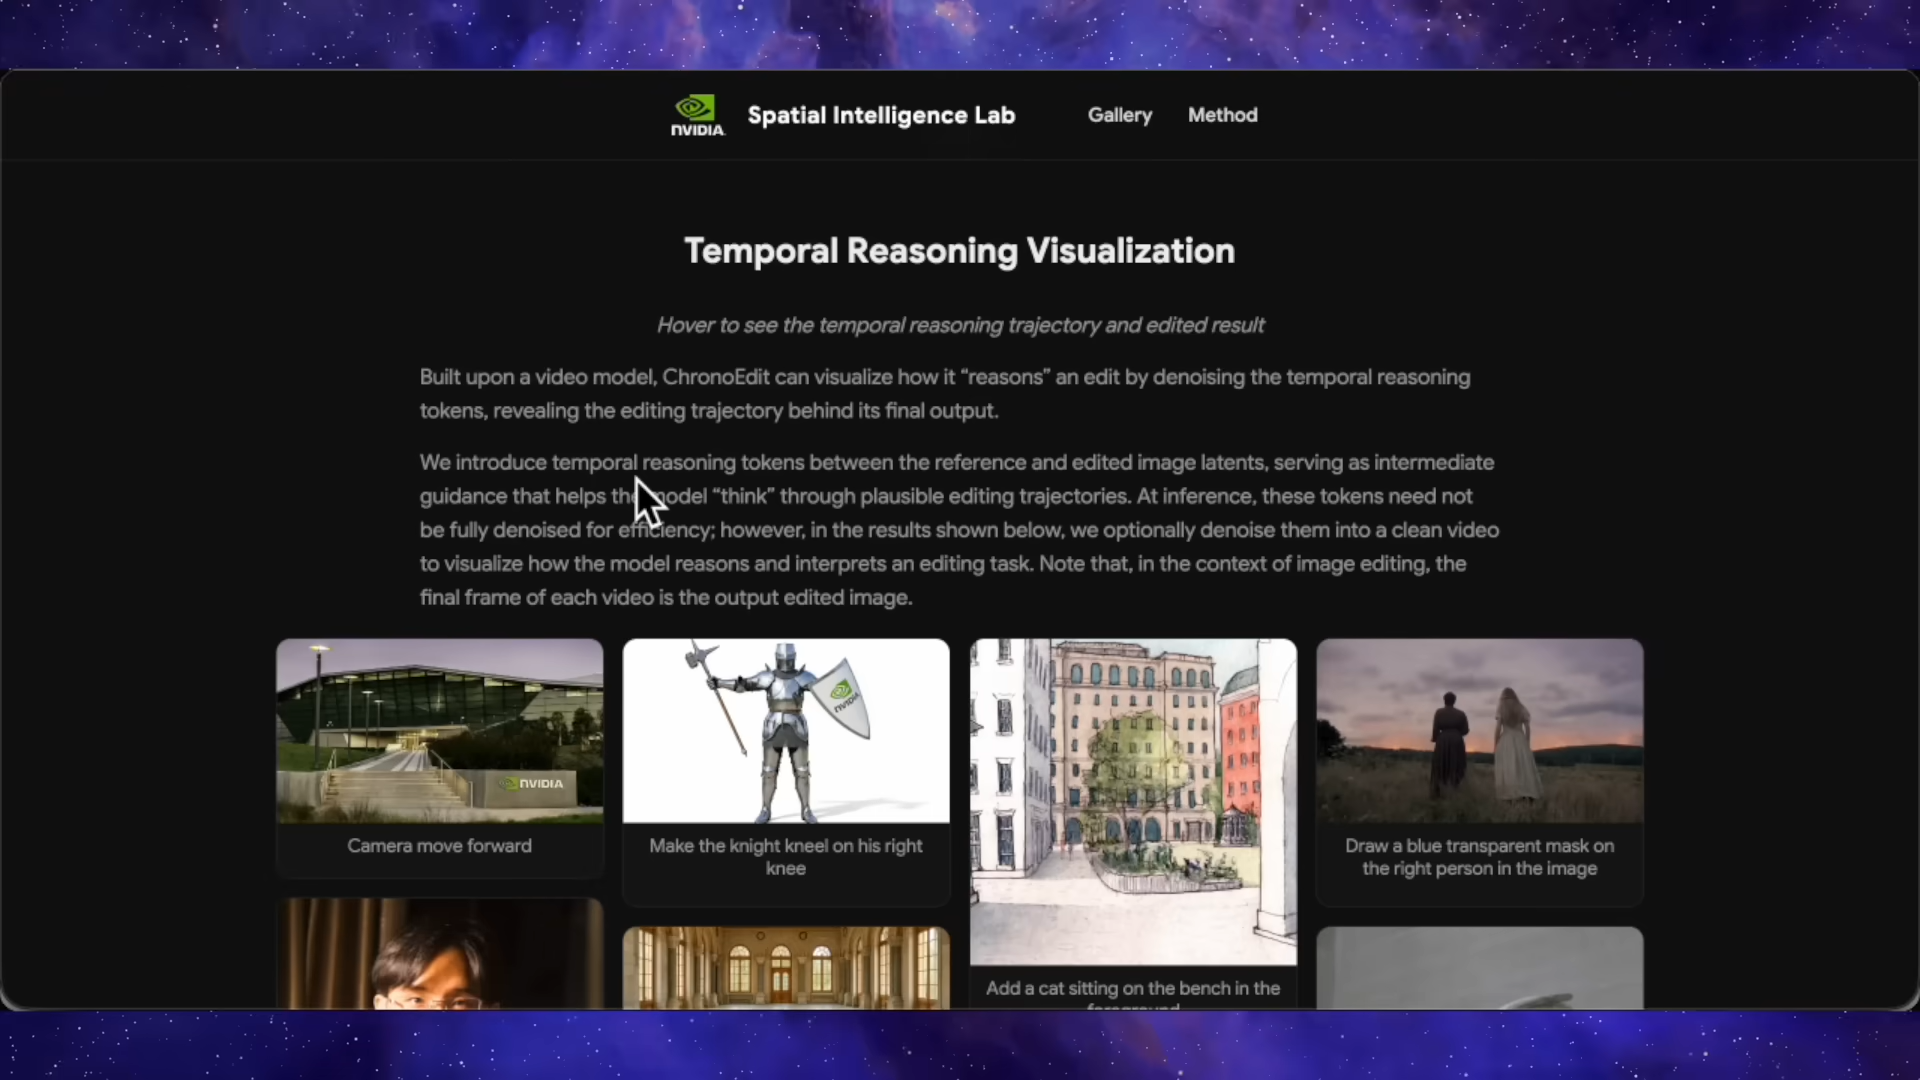 NVIDIA
Spatial Intelligence Lab
Gallery
Method
Temporal Reasoning Visualization
Hover to see the temporal reasoning trajectory and edited result
Built upon a video model, ChronoEdit can visualize how it “reasons” an edit by denoising the temporal reasoning
tokens, revealing the editing trajectory behind its final output.
We introduce temporal reasoning tokens between the reference and edited image latents, serving as intermediate
guidance that helps the model “think” through plausible editing trajectories. At inference, these tokens need not
be fully denoised for efficiency; however, in the results shown below, we optionally denoise them into a clean video
to visualize how the model reasons and interprets an editing task. Note that, in the context of image editing, the
final frame of each video is the output edited image.
NVIDIA
NVIDIA
Camera move forward
Make the knight kneel on his right
knee
Draw a blue transparent mask on
the right person in the image
Add a cat sitting on the bench in the
foreground